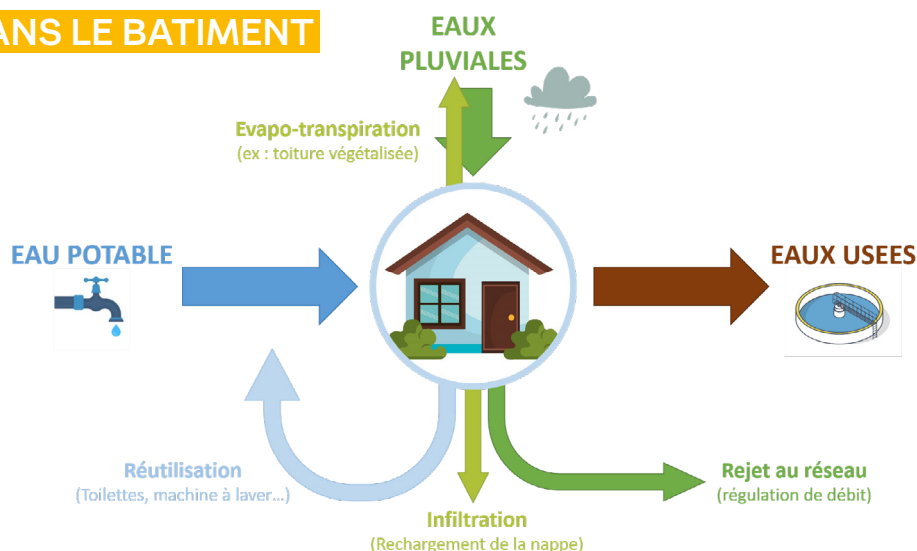 ANS LE BATIMENT
EAUX
PLUVIALES
Evapo-transpiration
(ex : toiture végétalisée)
EAU POTABLE
EAUX USEES
Réutilisation
(Toilettes, machine à laver...)
Rejet au réseau
(régulation de débit)
Infiltration
(Rechargement de la nappe)